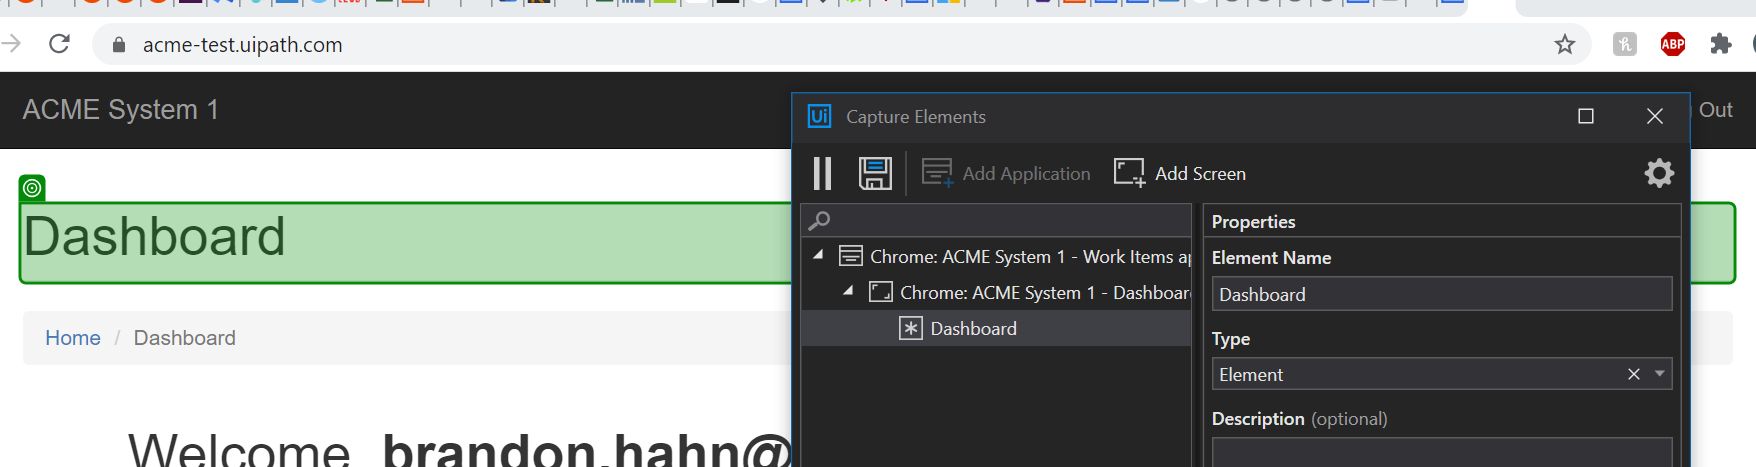 acme-test.uipath.com
ABP
ACME System 1
Out
Ui Capture Elements
Add Application
Add Screen
Dashboard
Properties
Chrome: ACME System 1 - Work Items
Element Name
Chrome: ACME System 1 -
Dashboard
Dashboard
Home / Dashboard
Type
Element
Description (optional)
Welcome brandon.hahn@